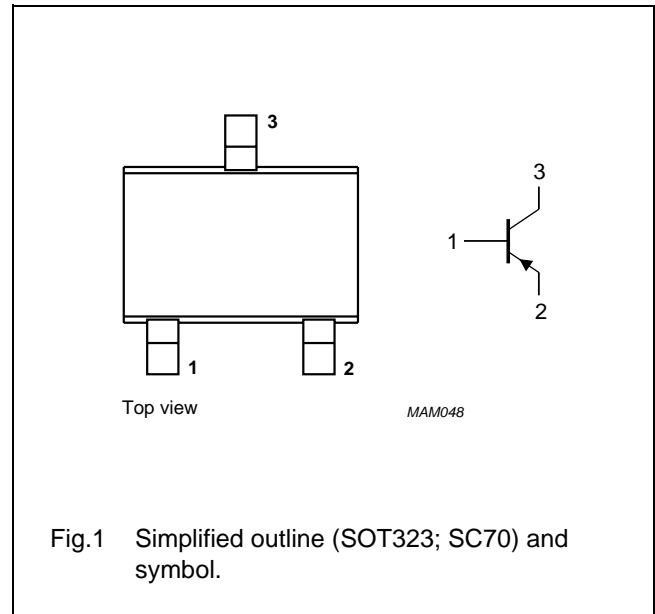 3
3
1
2
1
2
Top view
MAM048
Fig.1 Simplified outline (SOT323; SC70) and
symbol.